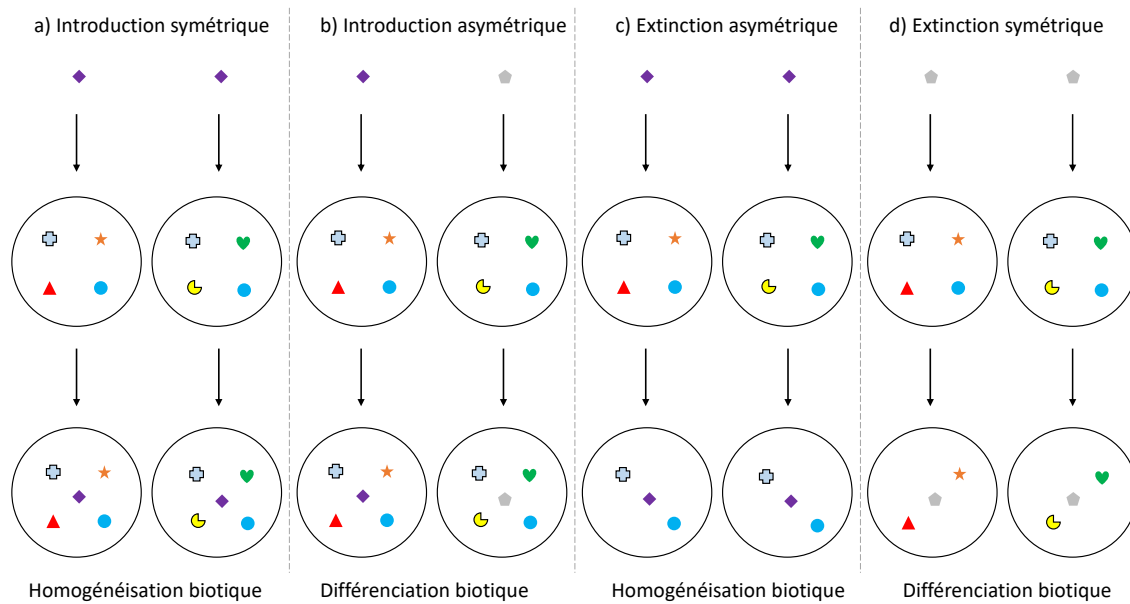 a) Introduction symétrique
b) Introduction asymétrique
c) Extinction asymétrique
d) Extinction symétrique
Homogénéisation biotique
Différenciation biotique
Homogénéisation biotique
Différenciation biotique